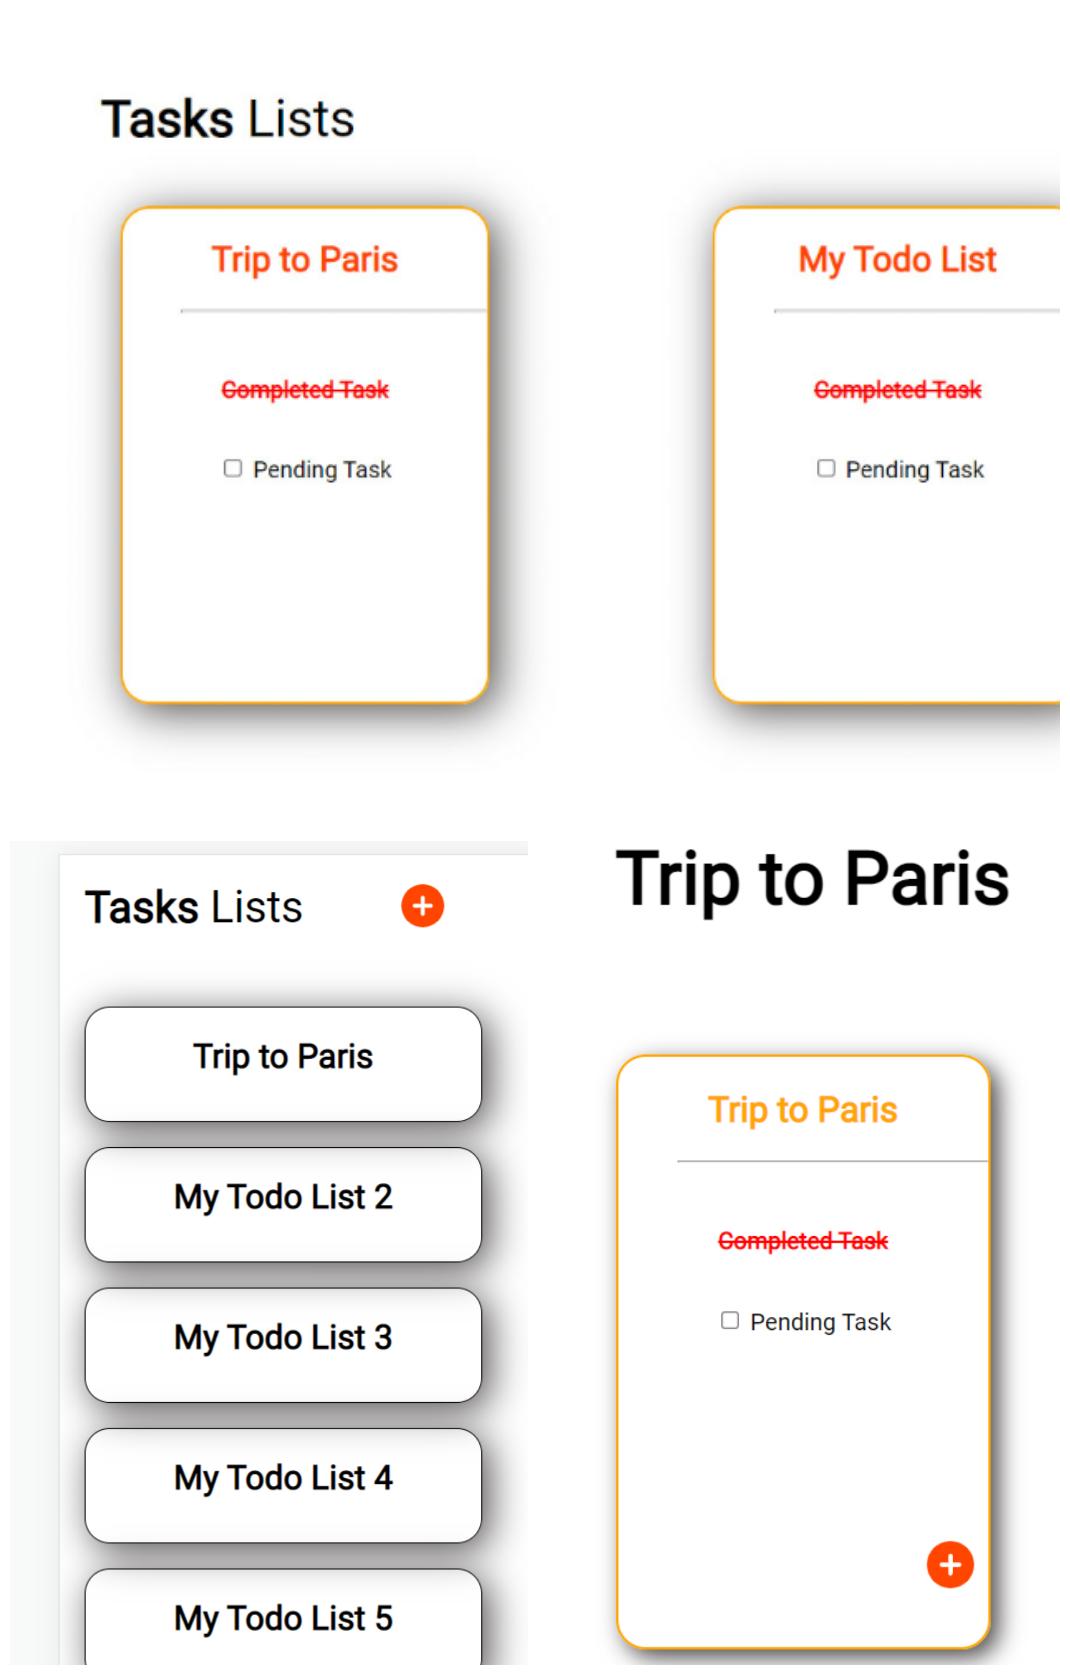 Tasks Lists
Trip to Paris
Completed Task
Pending Task
My Todo List
Completed Task
Pending Task
Tasks Lists
Trip to Paris
My Todo List 2
My Todo List 3
My Todo List 4
My Todo List 5
Trip to Paris
Trip to Paris
Completed Task
Pending Task